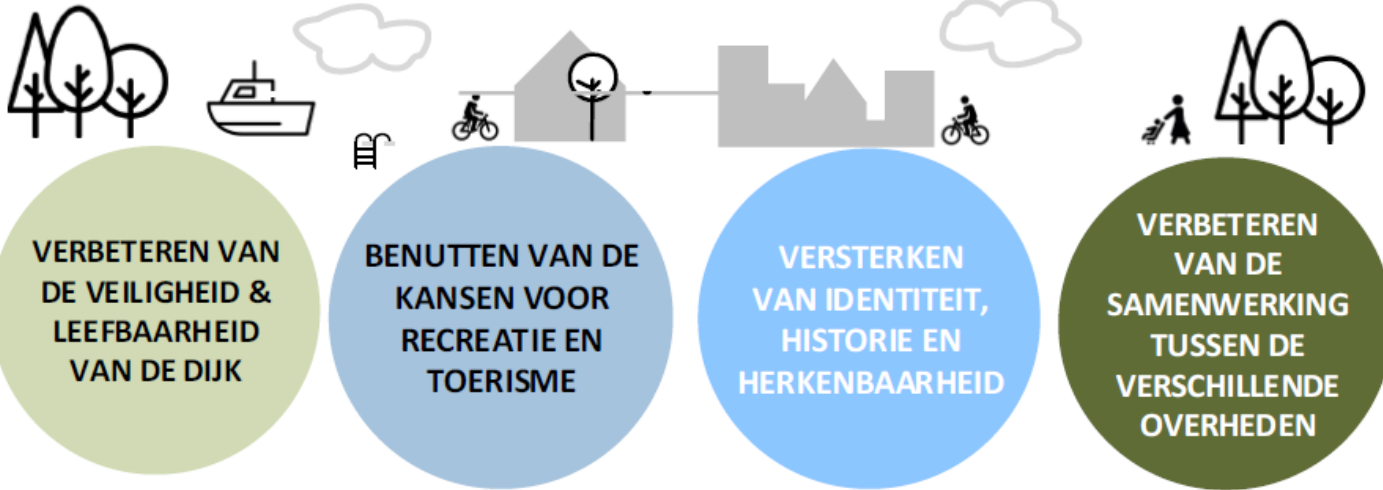 VERBETEREN VAN
DE VEILIGHEID &
LEEFBAARHEID
VAN DE DIJK
BENUTTEN VAN DE
KANSEN VOOR
RECREATIE EN
TOERISME
VERSTERKEN
VAN IDENTITEIT,
HISTORIE EN
HERKENBAARHEID
VERBETEREN
VAN DE
SAMENWERKING
TUSSEN DE
VERSCHILLENDE
OVERHEDEN